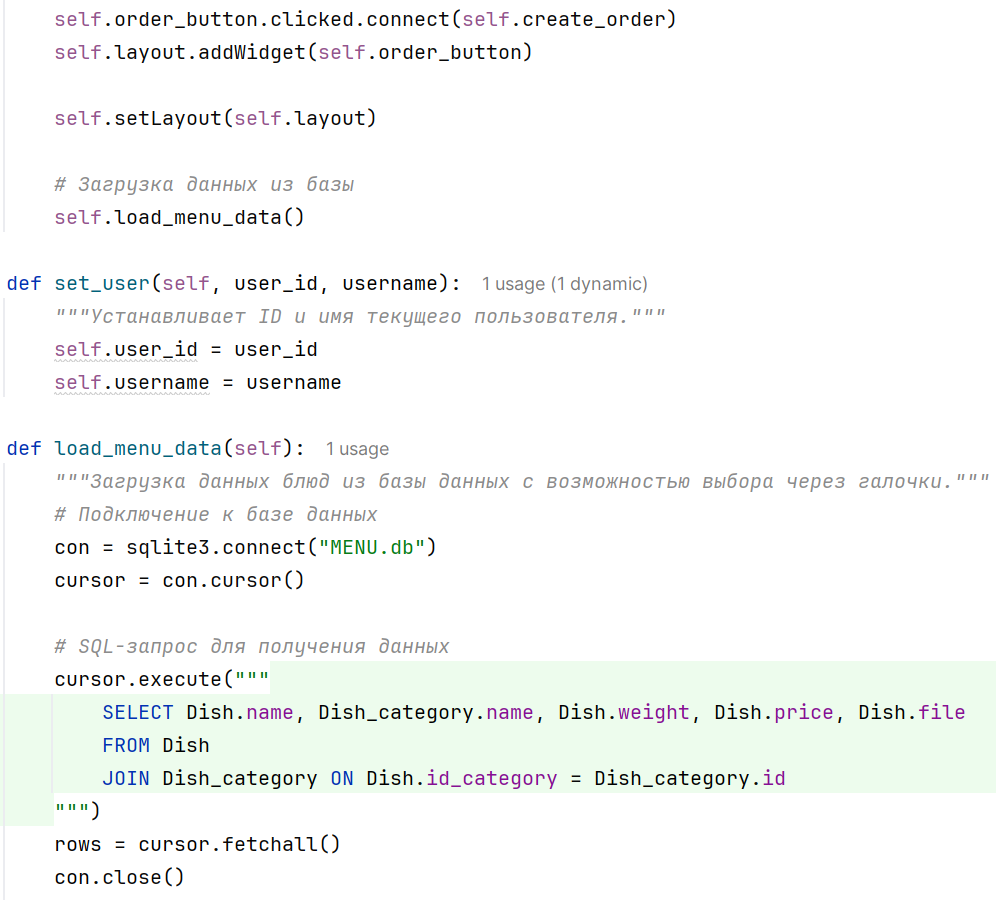 self.order_button.clicked.connect(self.create_order)
self.layout.addWidget(self.order_button)
self.setLayout(self.layout)
# Загрузка данных из базы
self.load_menu_data()
def set_user(self, user_id, username): 1 usage (1 dynamic)
"""Устанавливает ID и имя текущего пользователя."""
self.user_id = user_id
self.username = username
def load_menu_data(self): 1 usage
"""Загрузка данных блюд из базы данных с возможностью выбора через галочки."""
# Подключение к базе данных
con = sqlite3.connect("MENU.db")
cursor = con.cursor()
# SQL-запрос для получения данных
cursor.execute("""
SELECT Dish.name, Dish_category.name, Dish.weight, Dish.price, Dish.file
FROM Dish
JOIN Dish_category ON Dish.id_category = Dish_category.id
""")
rows = cursor.fetchall()
con.close()